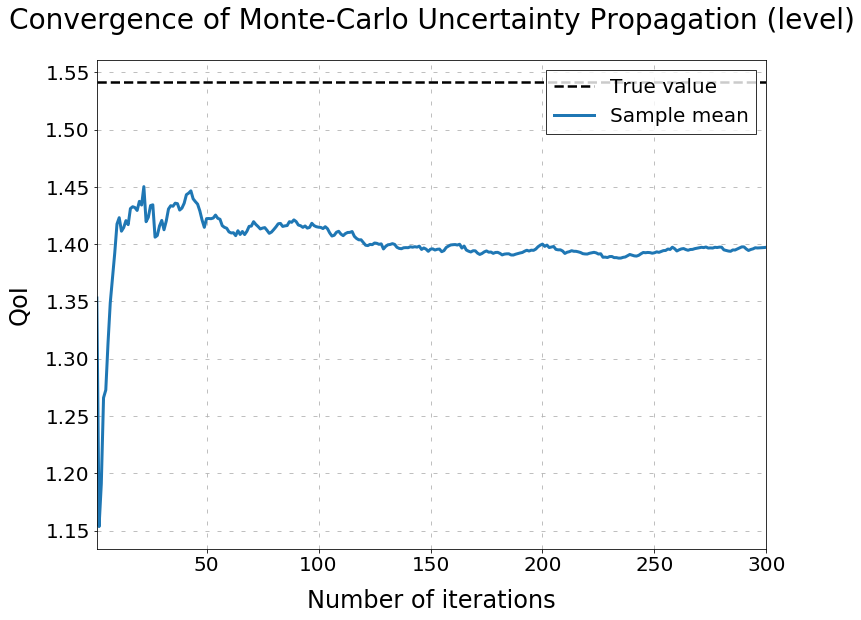 Convergence of Monte-Carlo Uncertainty Propagation (level)
1.55
1.50
1.45
1.40
1.35
1.30
1.25
1.20
1.15
QoI
True value
Sample mean
50 100 150 200 250 300
Number of iterations